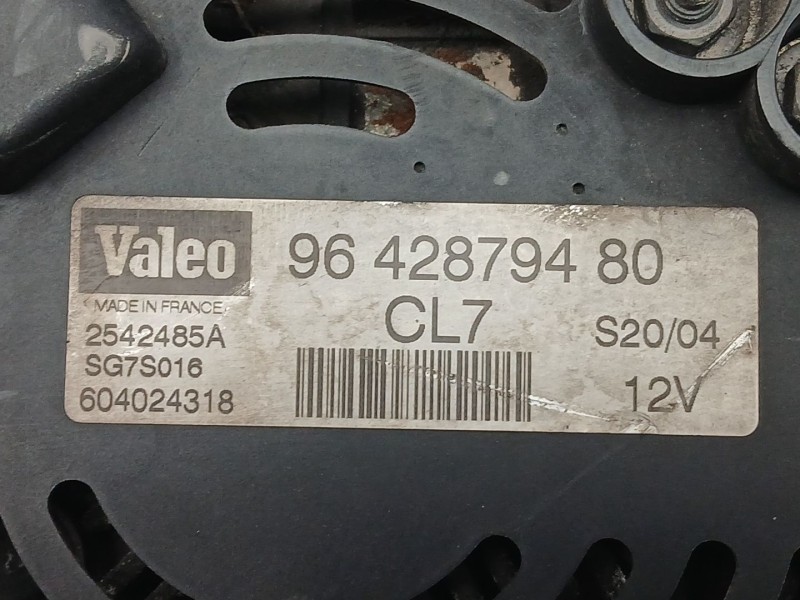 Valeo
96 428794 80
MADE IN FRANCE
CL7
2542485A
S20/04
SG7S016
12V
604024318